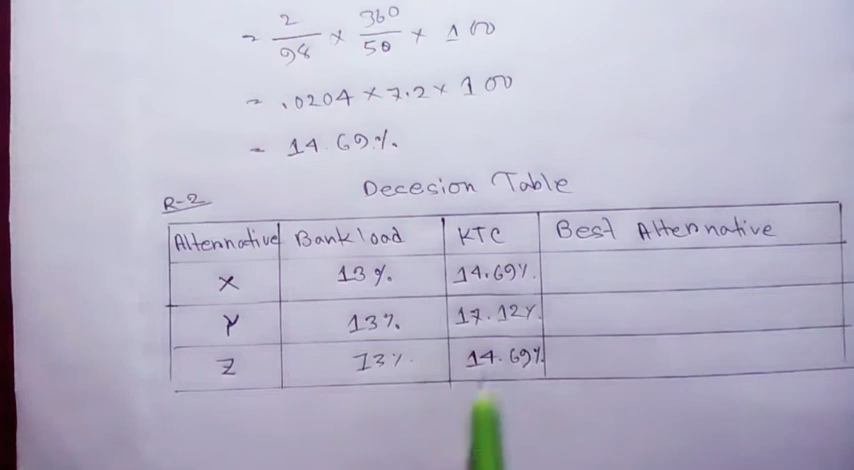 = 2/98 × 360/50 × 100
= .0204 × 7.2 × 100
= 14.69%.
R-2 Decesion Table
Alternative Bank load KTC Best Alternative
X 13%. 14.69%.
Y 13%. 17.12%.
Z 13%. 14.69%.